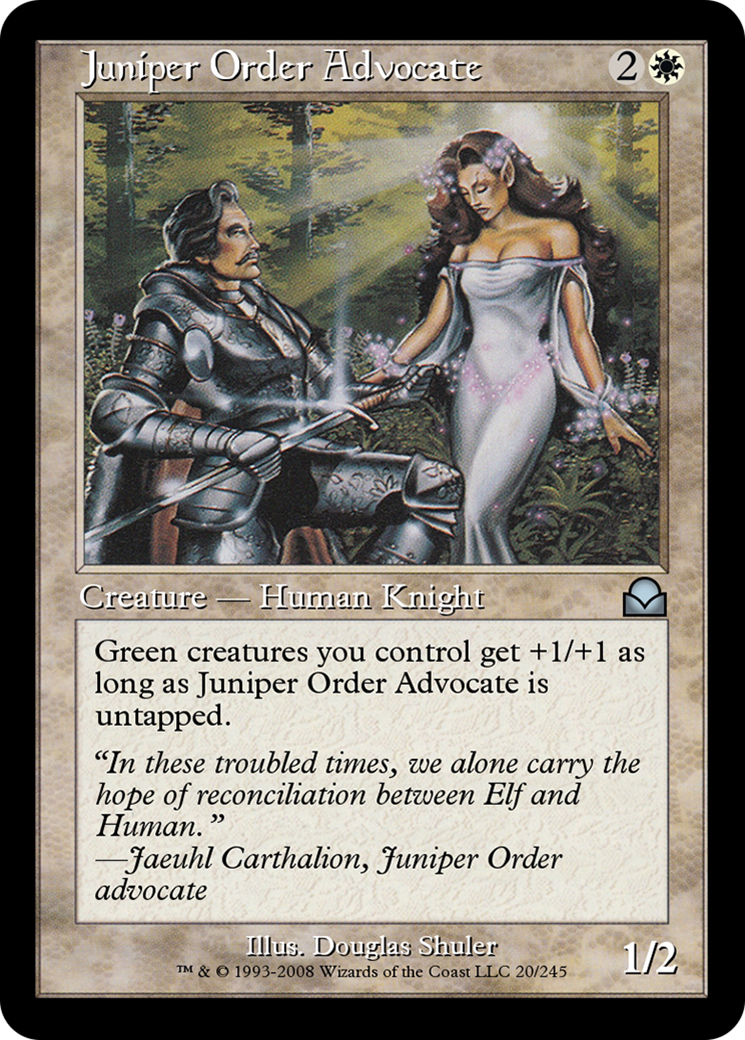 Juniper Order Advocate 2
Creature — Human Knight
Green creatures you control get +1/+1 as
long as Juniper Order Advocate is
untapped.
“In these troubled times, we alone carry the
hope of reconciliation between Elf and
Human.”
—Jaeuhl Carthalion, Juniper Order
advocate
Illus. Douglas Shuler
™ & © 1993-2008 Wizards of the Coast LLC 20/245
1/2